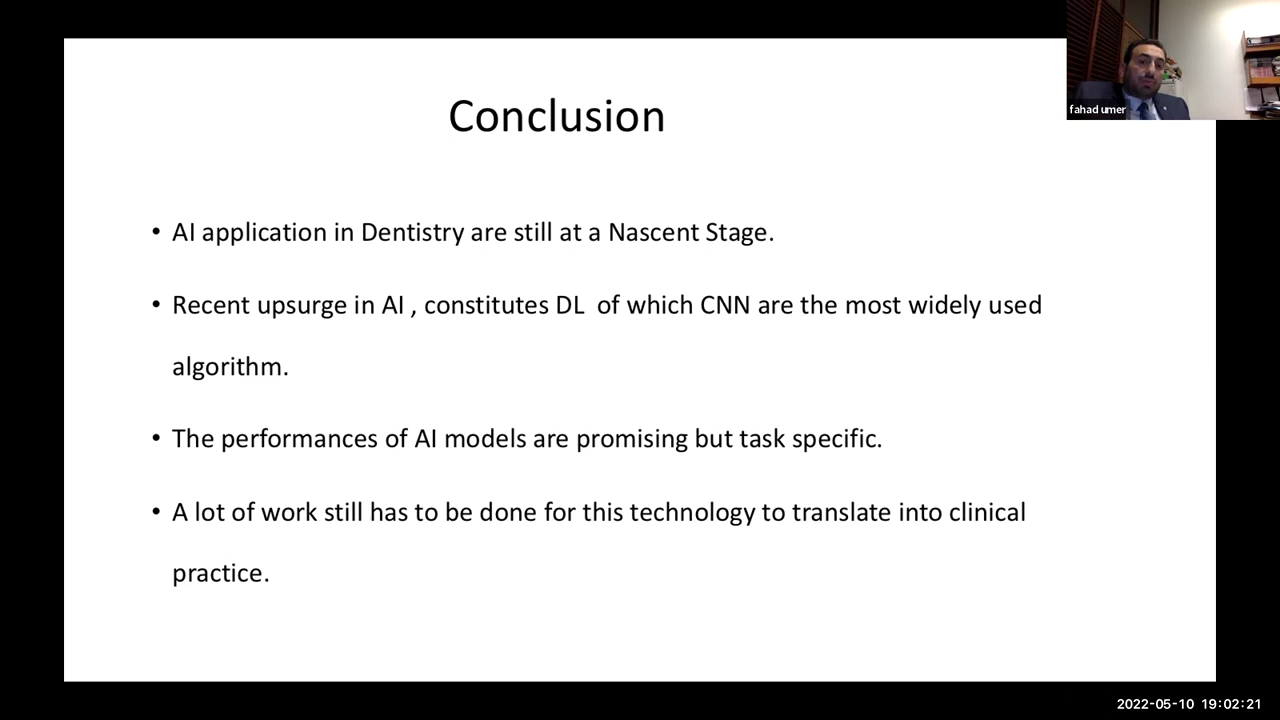 fahad umer
Conclusion
• AI application in Dentistry are still at a Nascent Stage.
• Recent upsurge in AI , constitutes DL  of which CNN are the most widely used
algorithm.
• The performances of AI models are promising but task specific.
• A lot of work still has to be done for this technology to translate into clinical
practice.
2022-05-10 19:02:21